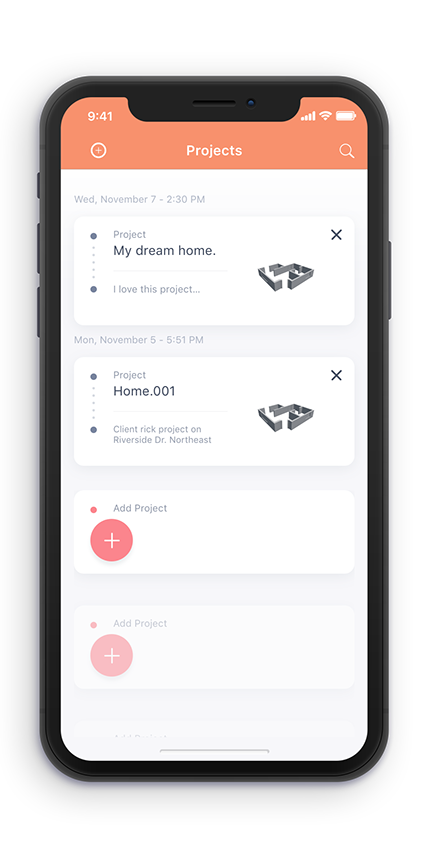 9:41
Projects
Wed, November 7 - 2:30 PM
Project
My dream home.
I love this project...
Mon, November 5 - 5:51 PM
Project
Home.001
Client rick project on
Riverside Dr. Northeast
Add Project
Add Project